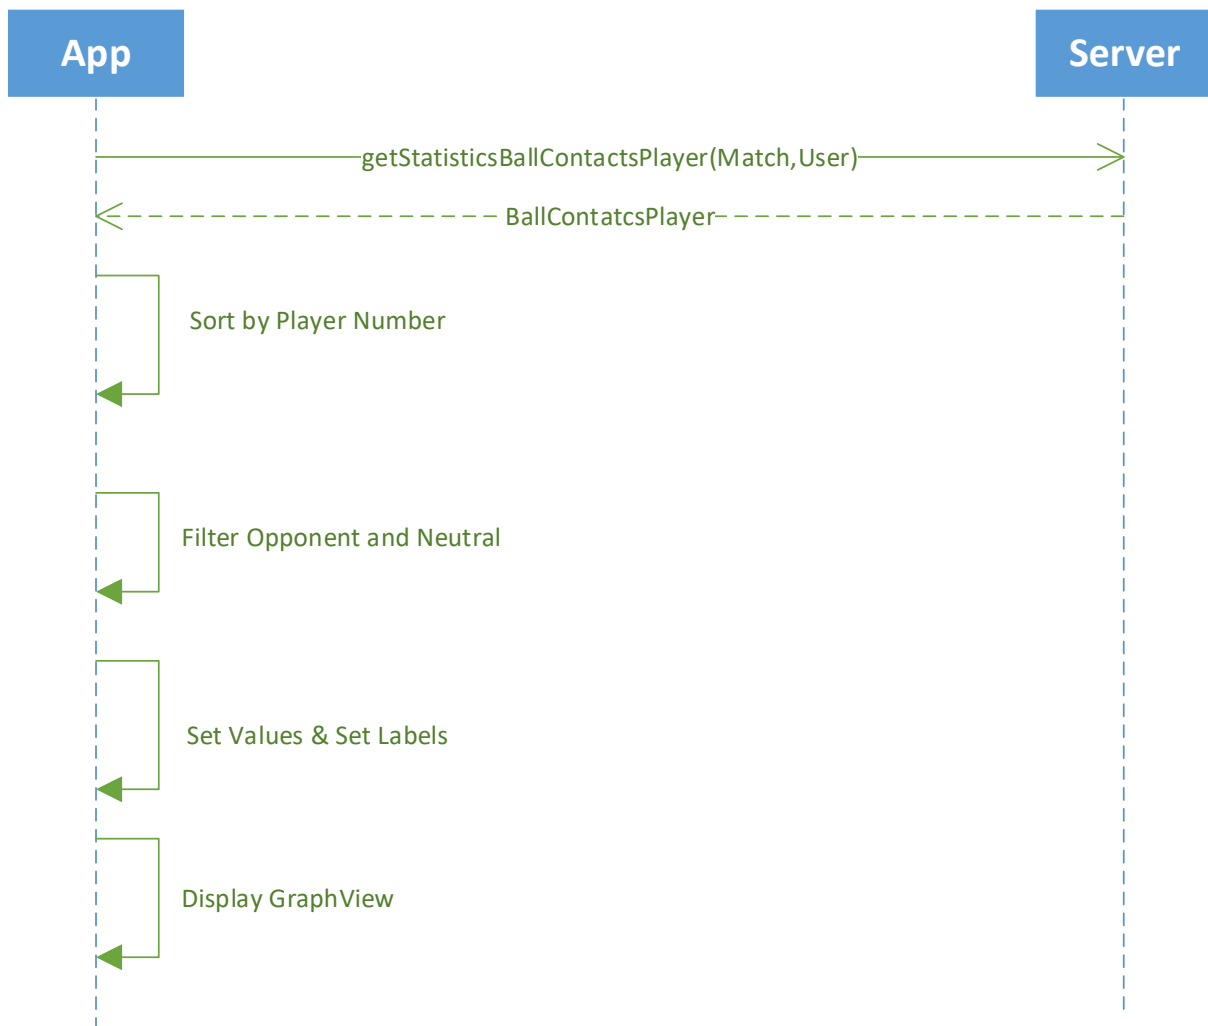 App
Server
getStatisticsBallContactsPlayer(Match,User)
BallContatcsPlayer
Sort by Player Number
Filter Opponent and Neutral
Set Values & Set Labels
Display GraphView